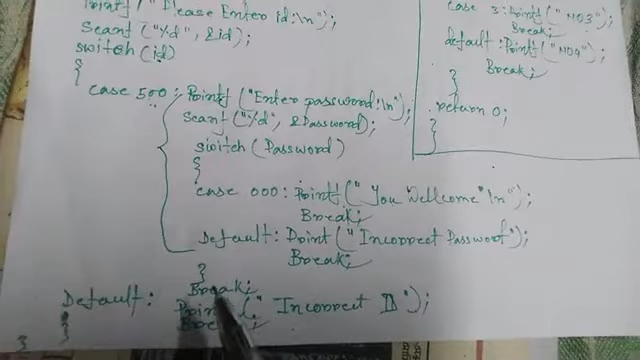 Printf ("Please Enter id:\n");
Scanf ("%d", &id);
switch (id)
{
case 500: Printf ("Enter password:\n");
Scanf ("%d", &Password);
switch (Password)
{
case 000: Printf ("You Wellcome"\n");
Break;
Default: Print ("Incorrect Password");
Break;
}
Break;
Default:
Print (" Incorrect ID");
Break;
}
}
case 3: Printf ("NO3");
Break;
default: Printf ("NO4");
Break;
}
}
return 0;
}